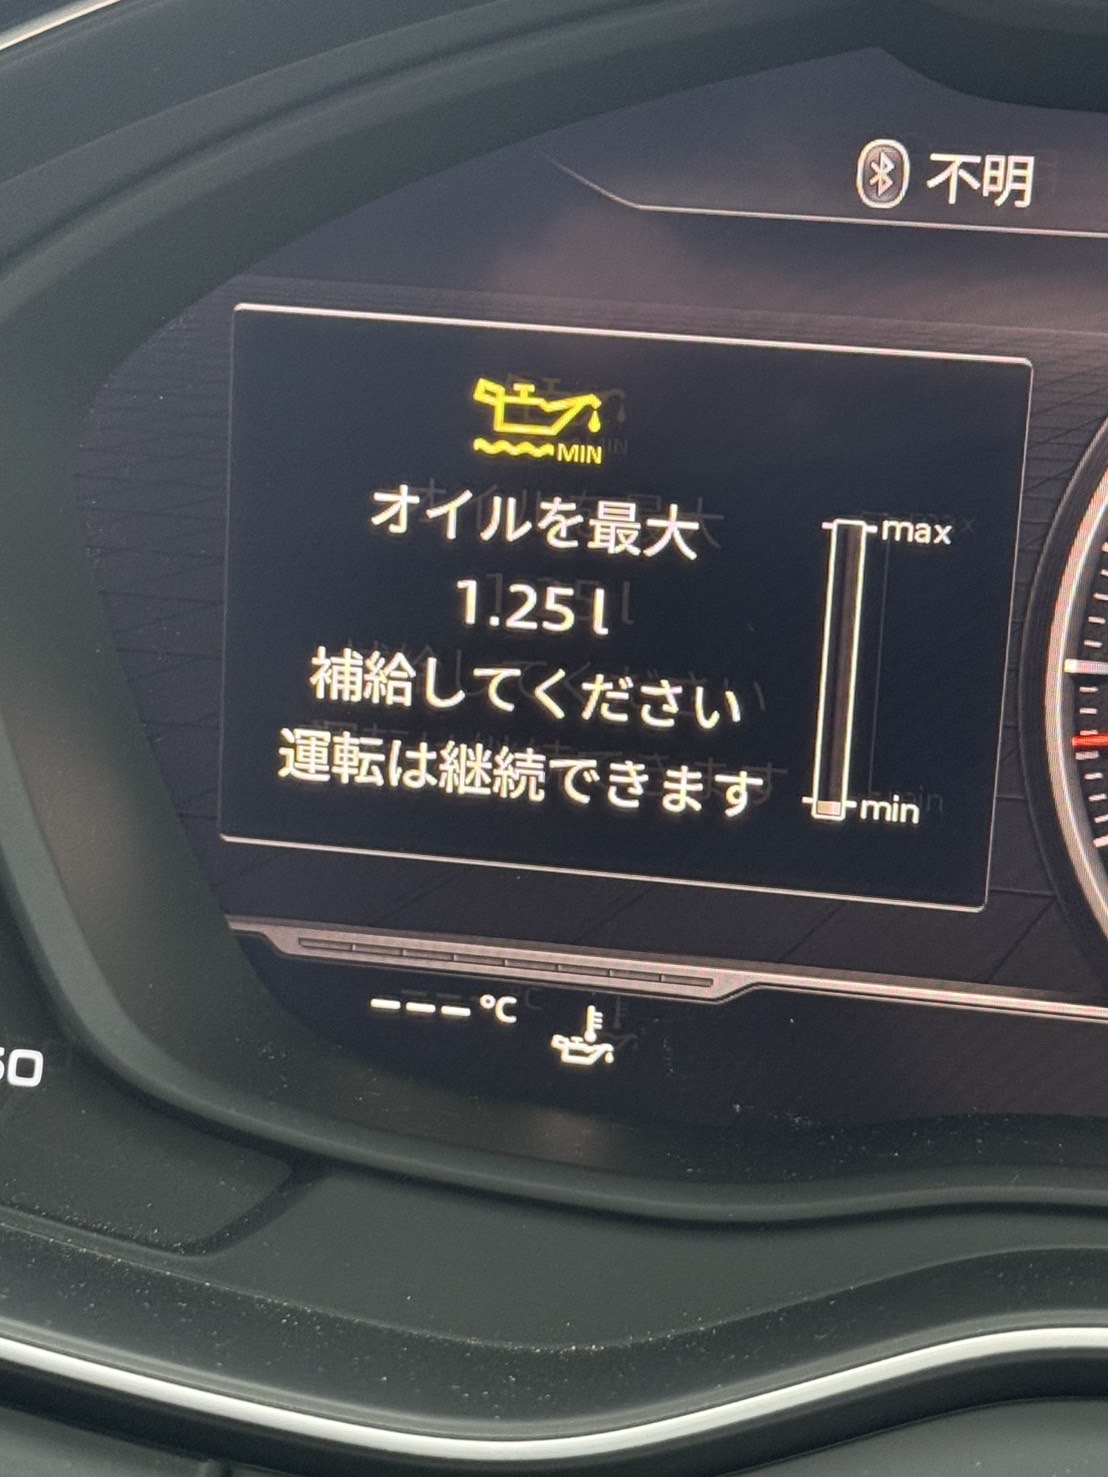 不明
MIN
オイルを最大
1.25 l
補給してください
運転は継続できます
max
min
---°C